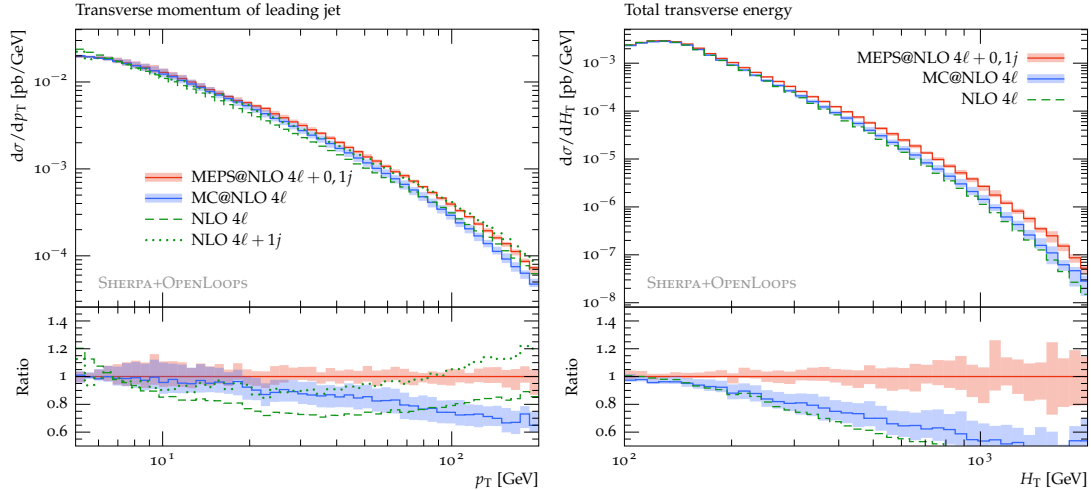 Transverse momentum of leading jet
dσ/dpT [pb/GeV]
10−2
10−3
10−4
MEPS@NLO 4ℓ + 0, 1j
MC@NLO 4ℓ
NLO 4ℓ
NLO 4ℓ + 1j
Sherpa+OpenLoops
Ratio
1.4
1.2
1
0.8
0.6
10 1
10 2
pT [GeV]
Total transverse energy
dσ/dHT [pb/GeV]
10−3
10−4
10−5
10−6
10−7
10−8
MEPS@NLO 4ℓ + 0, 1j
MC@NLO 4ℓ
NLO 4ℓ
Sherpa+OpenLoops
Ratio
1.4
1.2
1
0.8
0.6
10 2
10 3
HT [GeV]